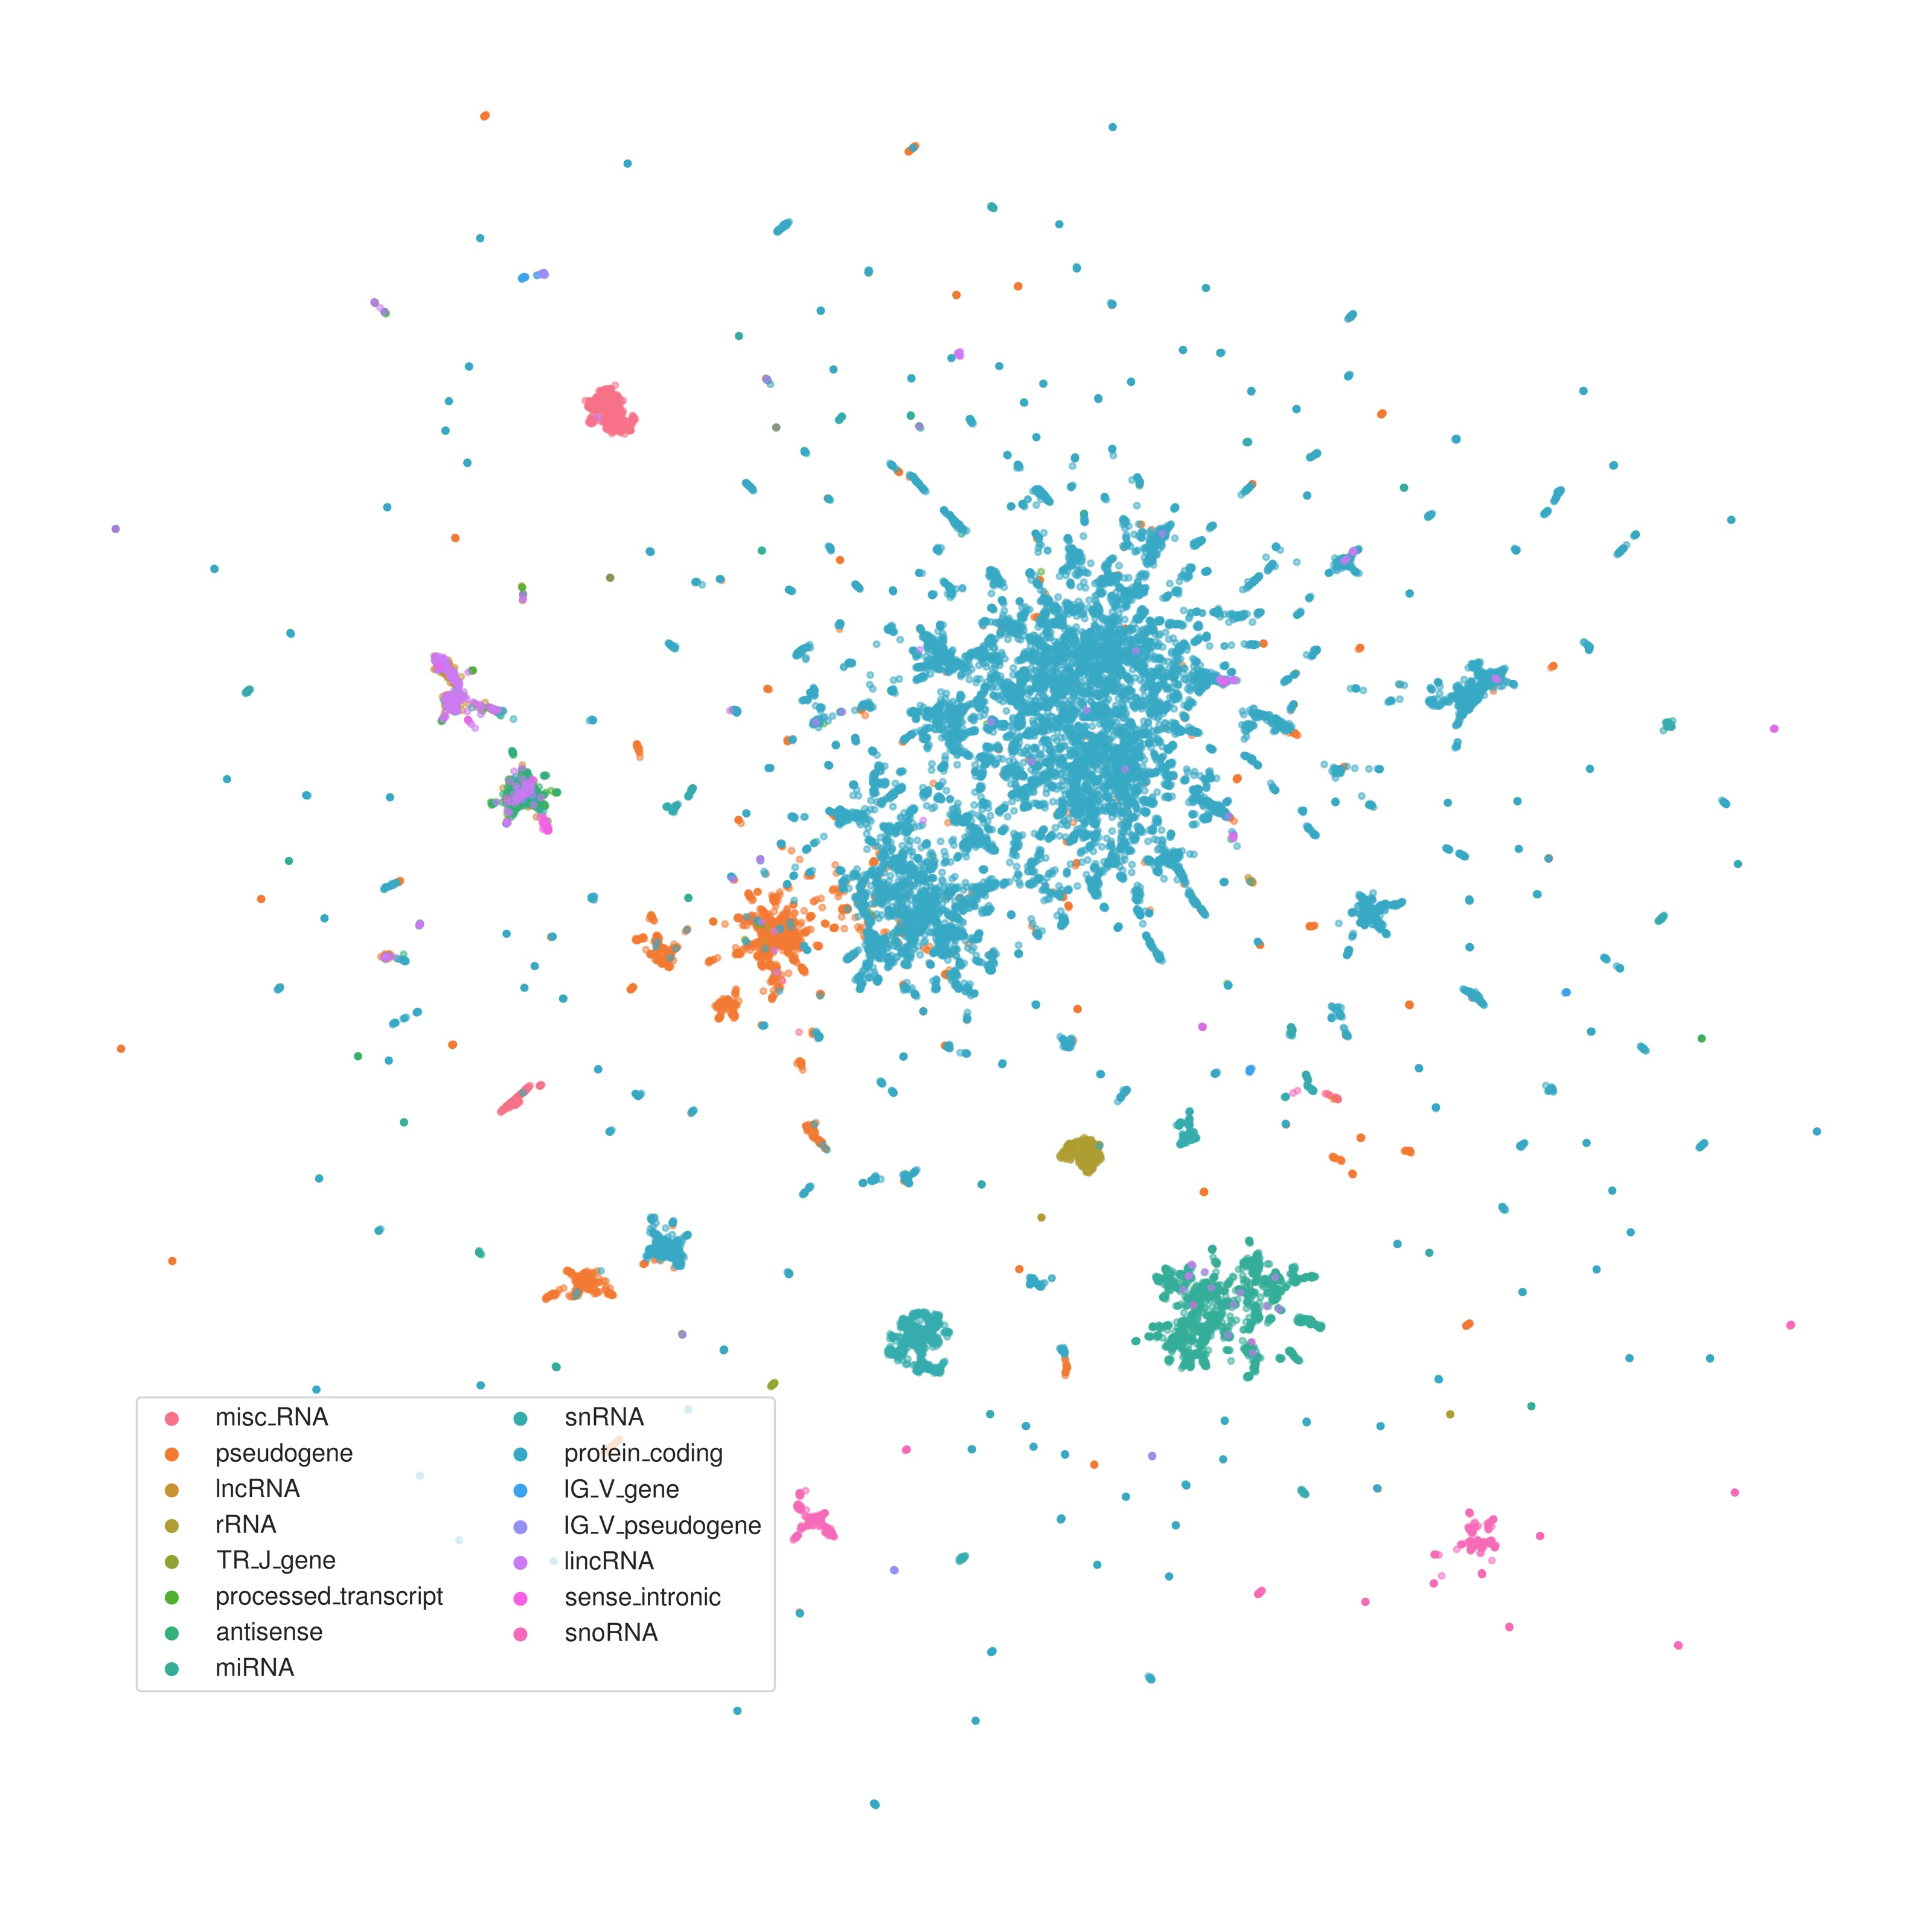 misc_RNA
pseudogene
lncRNA
rRNA
TR_J_gene
processed_transcript
antisense
miRNA
snRNA
protein_coding
IG_V_gene
IG_V_pseudogene
lincRNA
sense_intronic
snoRNA